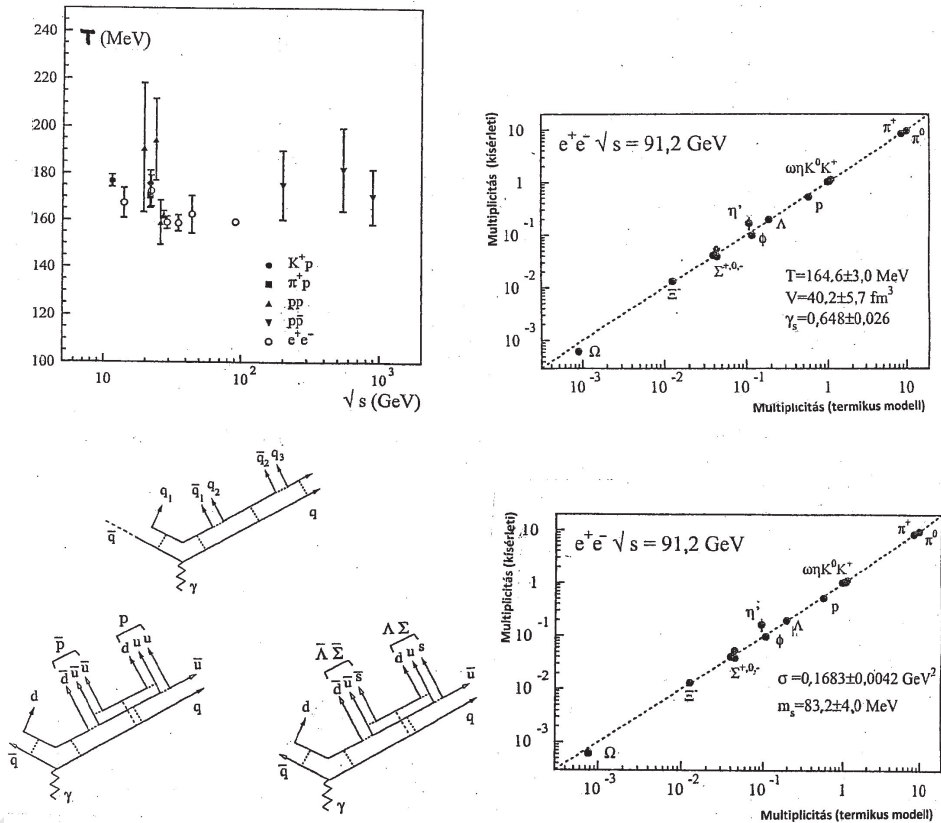 T (MeV)
240
220
200
180
160
140
120
100
K⁺p
π⁺p
pp
pp̄
e⁺e⁻
10
10²
10³
√s (GeV)
Multiplicitás (kísérleti)
e⁺e⁻ √s = 91,2 GeV
10
1
10⁻¹
10⁻²
10⁻³
π⁺
π⁰
ωηK⁰K⁺
p
η'
Λ
ϕ
Σ⁺,⁰,⁻
Ξ⁻
Ω
T=164,6±3,0 MeV
V=40,2±5,7 fm³
γₛ=0,648±0,026
10⁻³
10⁻²
10⁻¹
1
10
Multiplicitás (termikus modell)
q̄
q₁
q̄₁
q₂
q̄₂
q₃
q
γ
p̄
p
d
d̄
ū
ū
d
u
u
ū
q
q̄
γ
Λ̄ Σ̄
Λ Σ
d
d̄
ū
s̄
d
u
s
ū
q
q̄
γ
Multiplicitás (kísérleti)
e⁺e⁻ √s = 91,2 GeV
10
1
10⁻¹
10⁻²
10⁻³
π⁺
π⁰
ωηK⁰K⁺
p
η'
Λ
ϕ
Σ⁺,⁰,⁻
Ξ⁻
Ω
σ=0,1683±0,0042 GeV²
mₛ=83,2±4,0 MeV
10⁻³
10⁻²
10⁻¹
1
10
Multiplicitás (termikus modell)